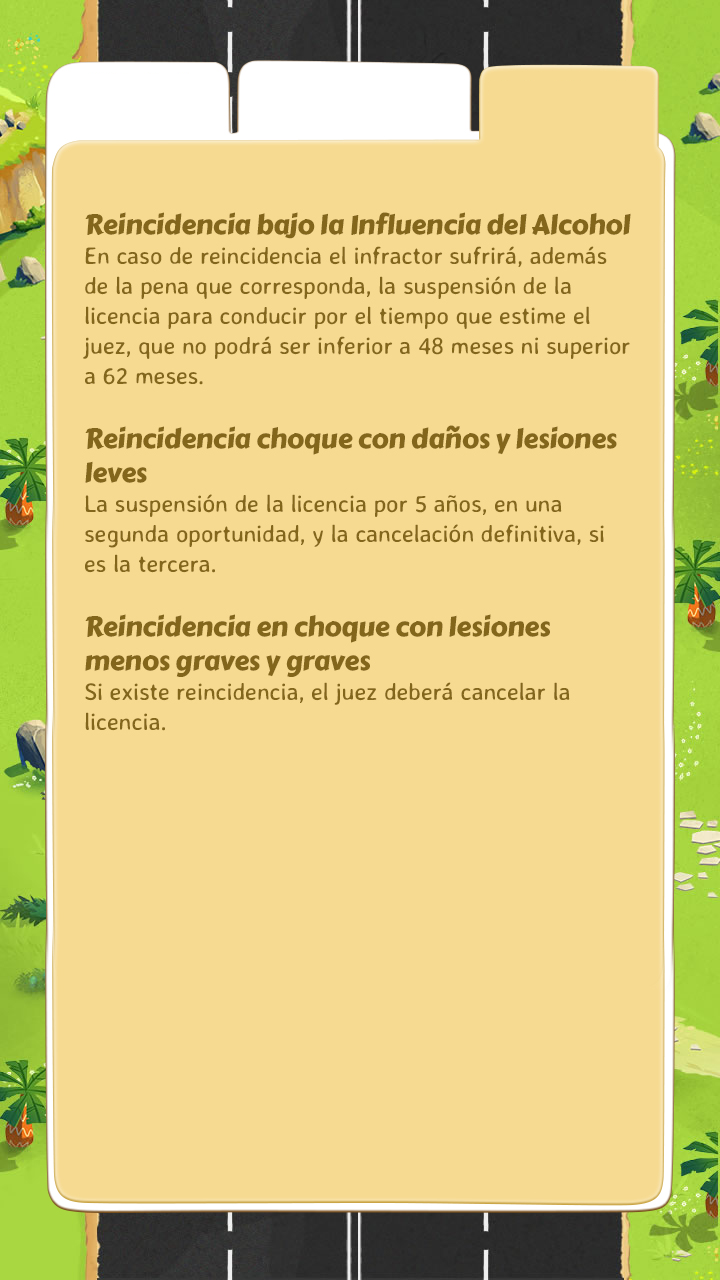 Reincidencia bajo la Influencia del Alcohol
En caso de reincidencia el infractor sufrirá, además
de la pena que corresponda, la suspensión de la
licencia para conducir por el tiempo que estime el
juez, que no podrá ser inferior a 48 meses ni superior
a 62 meses.
Reincidencia choque con daños y lesiones
leves
La suspensión de la licencia por 5 años, en una
segunda oportunidad, y la cancelación definitiva, si
es la tercera.
Reincidencia en choque con lesiones
menos graves y graves
Si existe reincidencia, el juez deberá cancelar la
licencia.